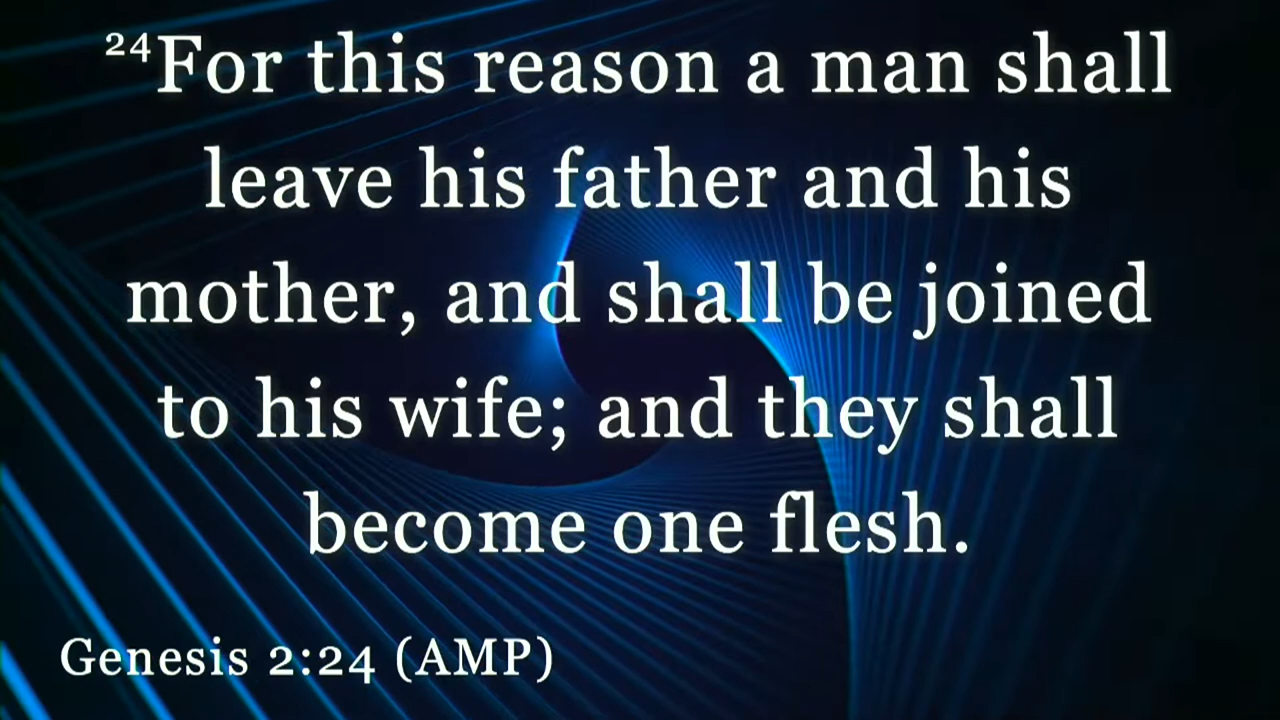 ²⁴For this reason a man shall
leave his father and his
mother, and shall be joined
to his wife; and they shall
become one flesh.
Genesis 2:24 (AMP)